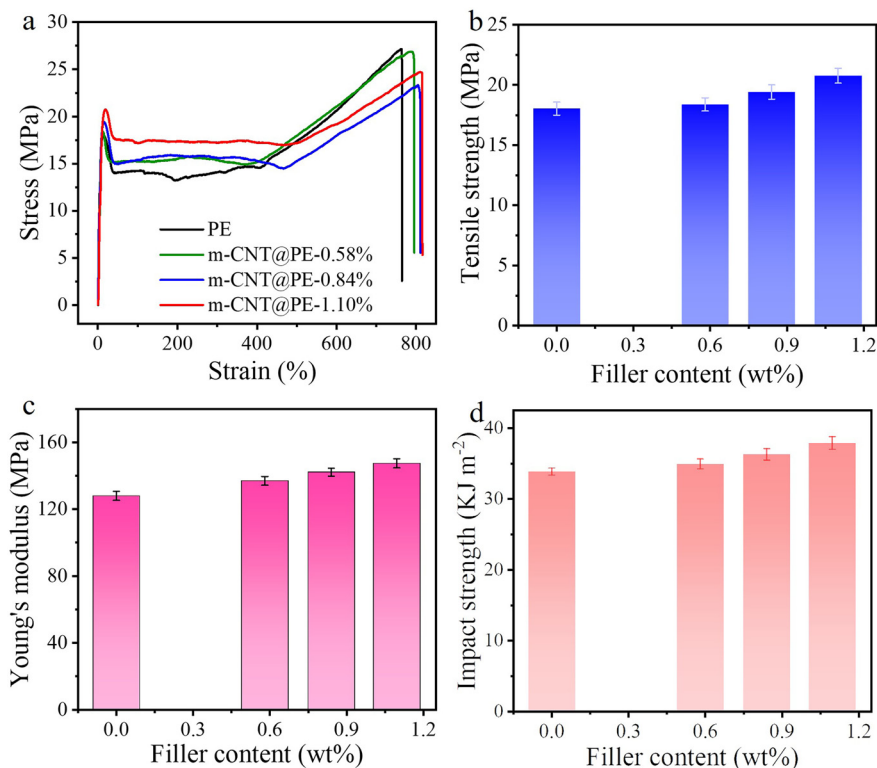 a
30
25
20
15
10
5
0
Stress (MPa)
PE
m-CNT@PE-0.58%
m-CNT@PE-0.84%
m-CNT@PE-1.10%
0 200 400 600 800
Strain (%)
b
25
20
15
10
5
0
Tensile strength (MPa)
0.0 0.3 0.6 0.9 1.2
Filler content (wt%)
c
160
120
80
40
0
Young's modulus (MPa)
0.0 0.3 0.6 0.9 1.2
Filler content (wt%)
d
40
30
20
10
0
Impact strength (KJ m⁻²)
0.0 0.3 0.6 0.9 1.2
Filler content (wt%)